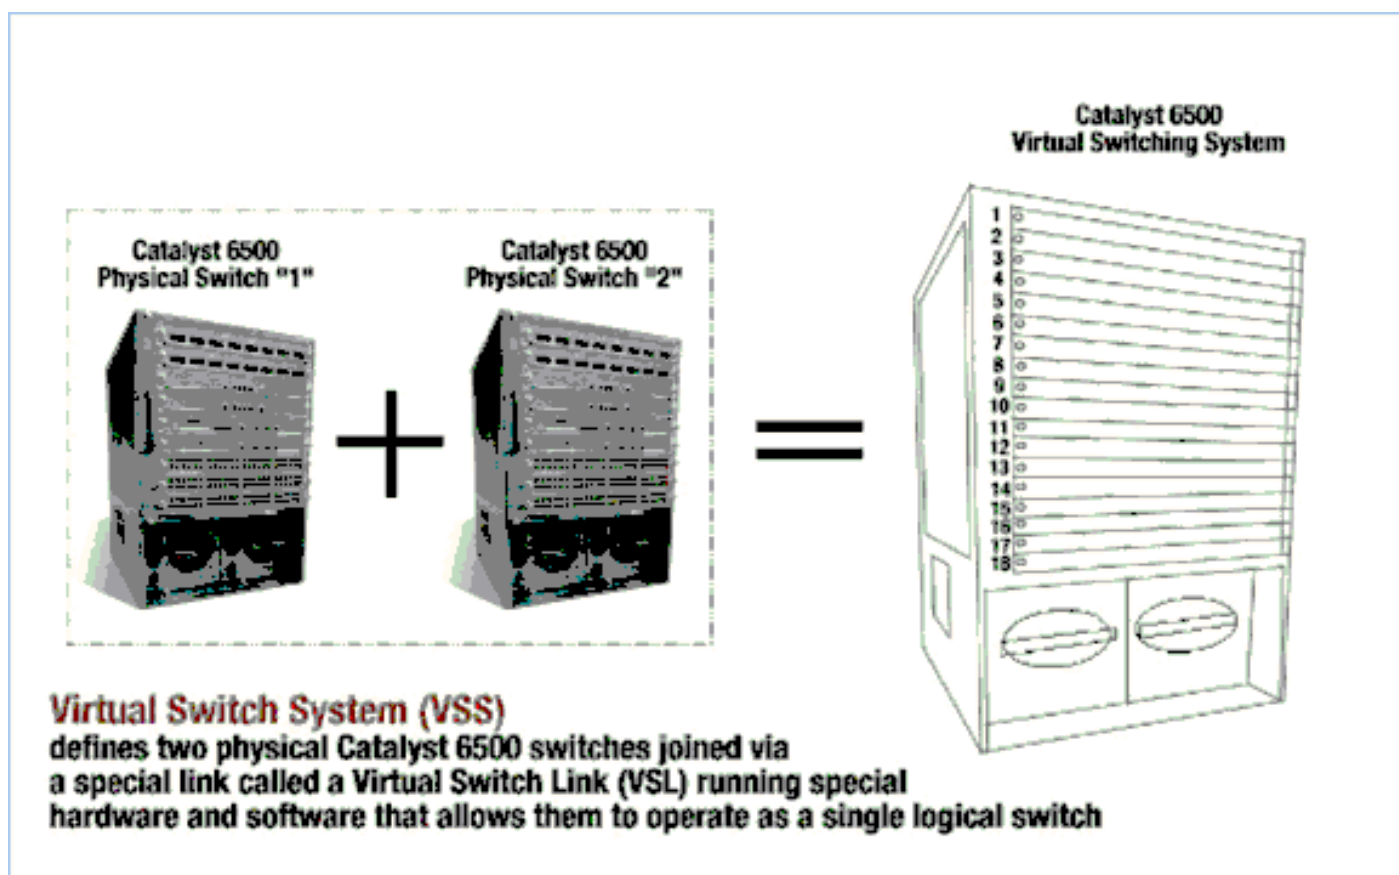 Catalyst 6500
Virtual Switching System
Catalyst 6500
Physical Switch "1"
Catalyst 6500
Physical Switch "2"
1
2
3
4
5
6
7
8
9
10
11
12
13
14
15
16
17
18
Virtual Switch System (VSS)
defines two physical Catalyst 6500 switches joined via
a special link called a Virtual Switch Link (VSL) running special
hardware and software that allows them to operate as a single logical switch